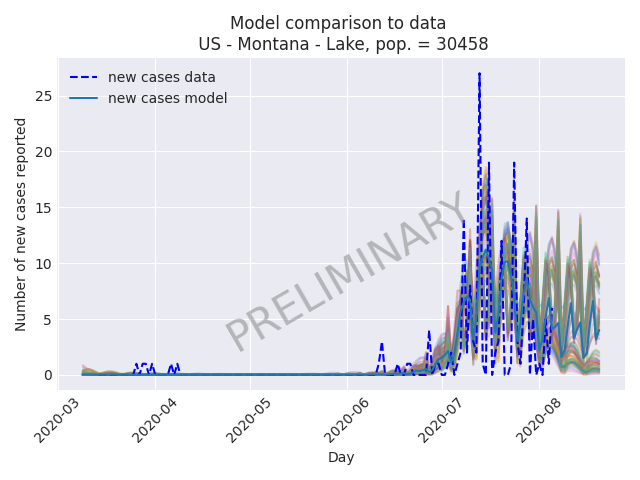 Model comparison to data
US - Montana - Lake, pop. = 30458
new cases data
new cases model
Number of new cases reported
25
20
15
10
5
0
PRELIMINARY
2020-03
2020-04
2020-05
2020-06
2020-07
2020-08
Day